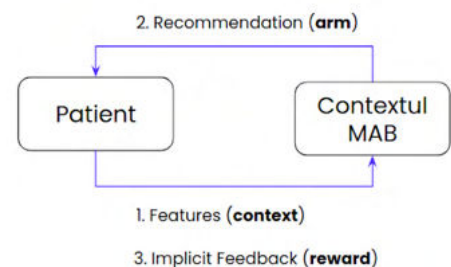 2. Recommendation (arm)
Patient
Contextul
MAB
1. Features (context)
3. Implicit Feedback (reward)